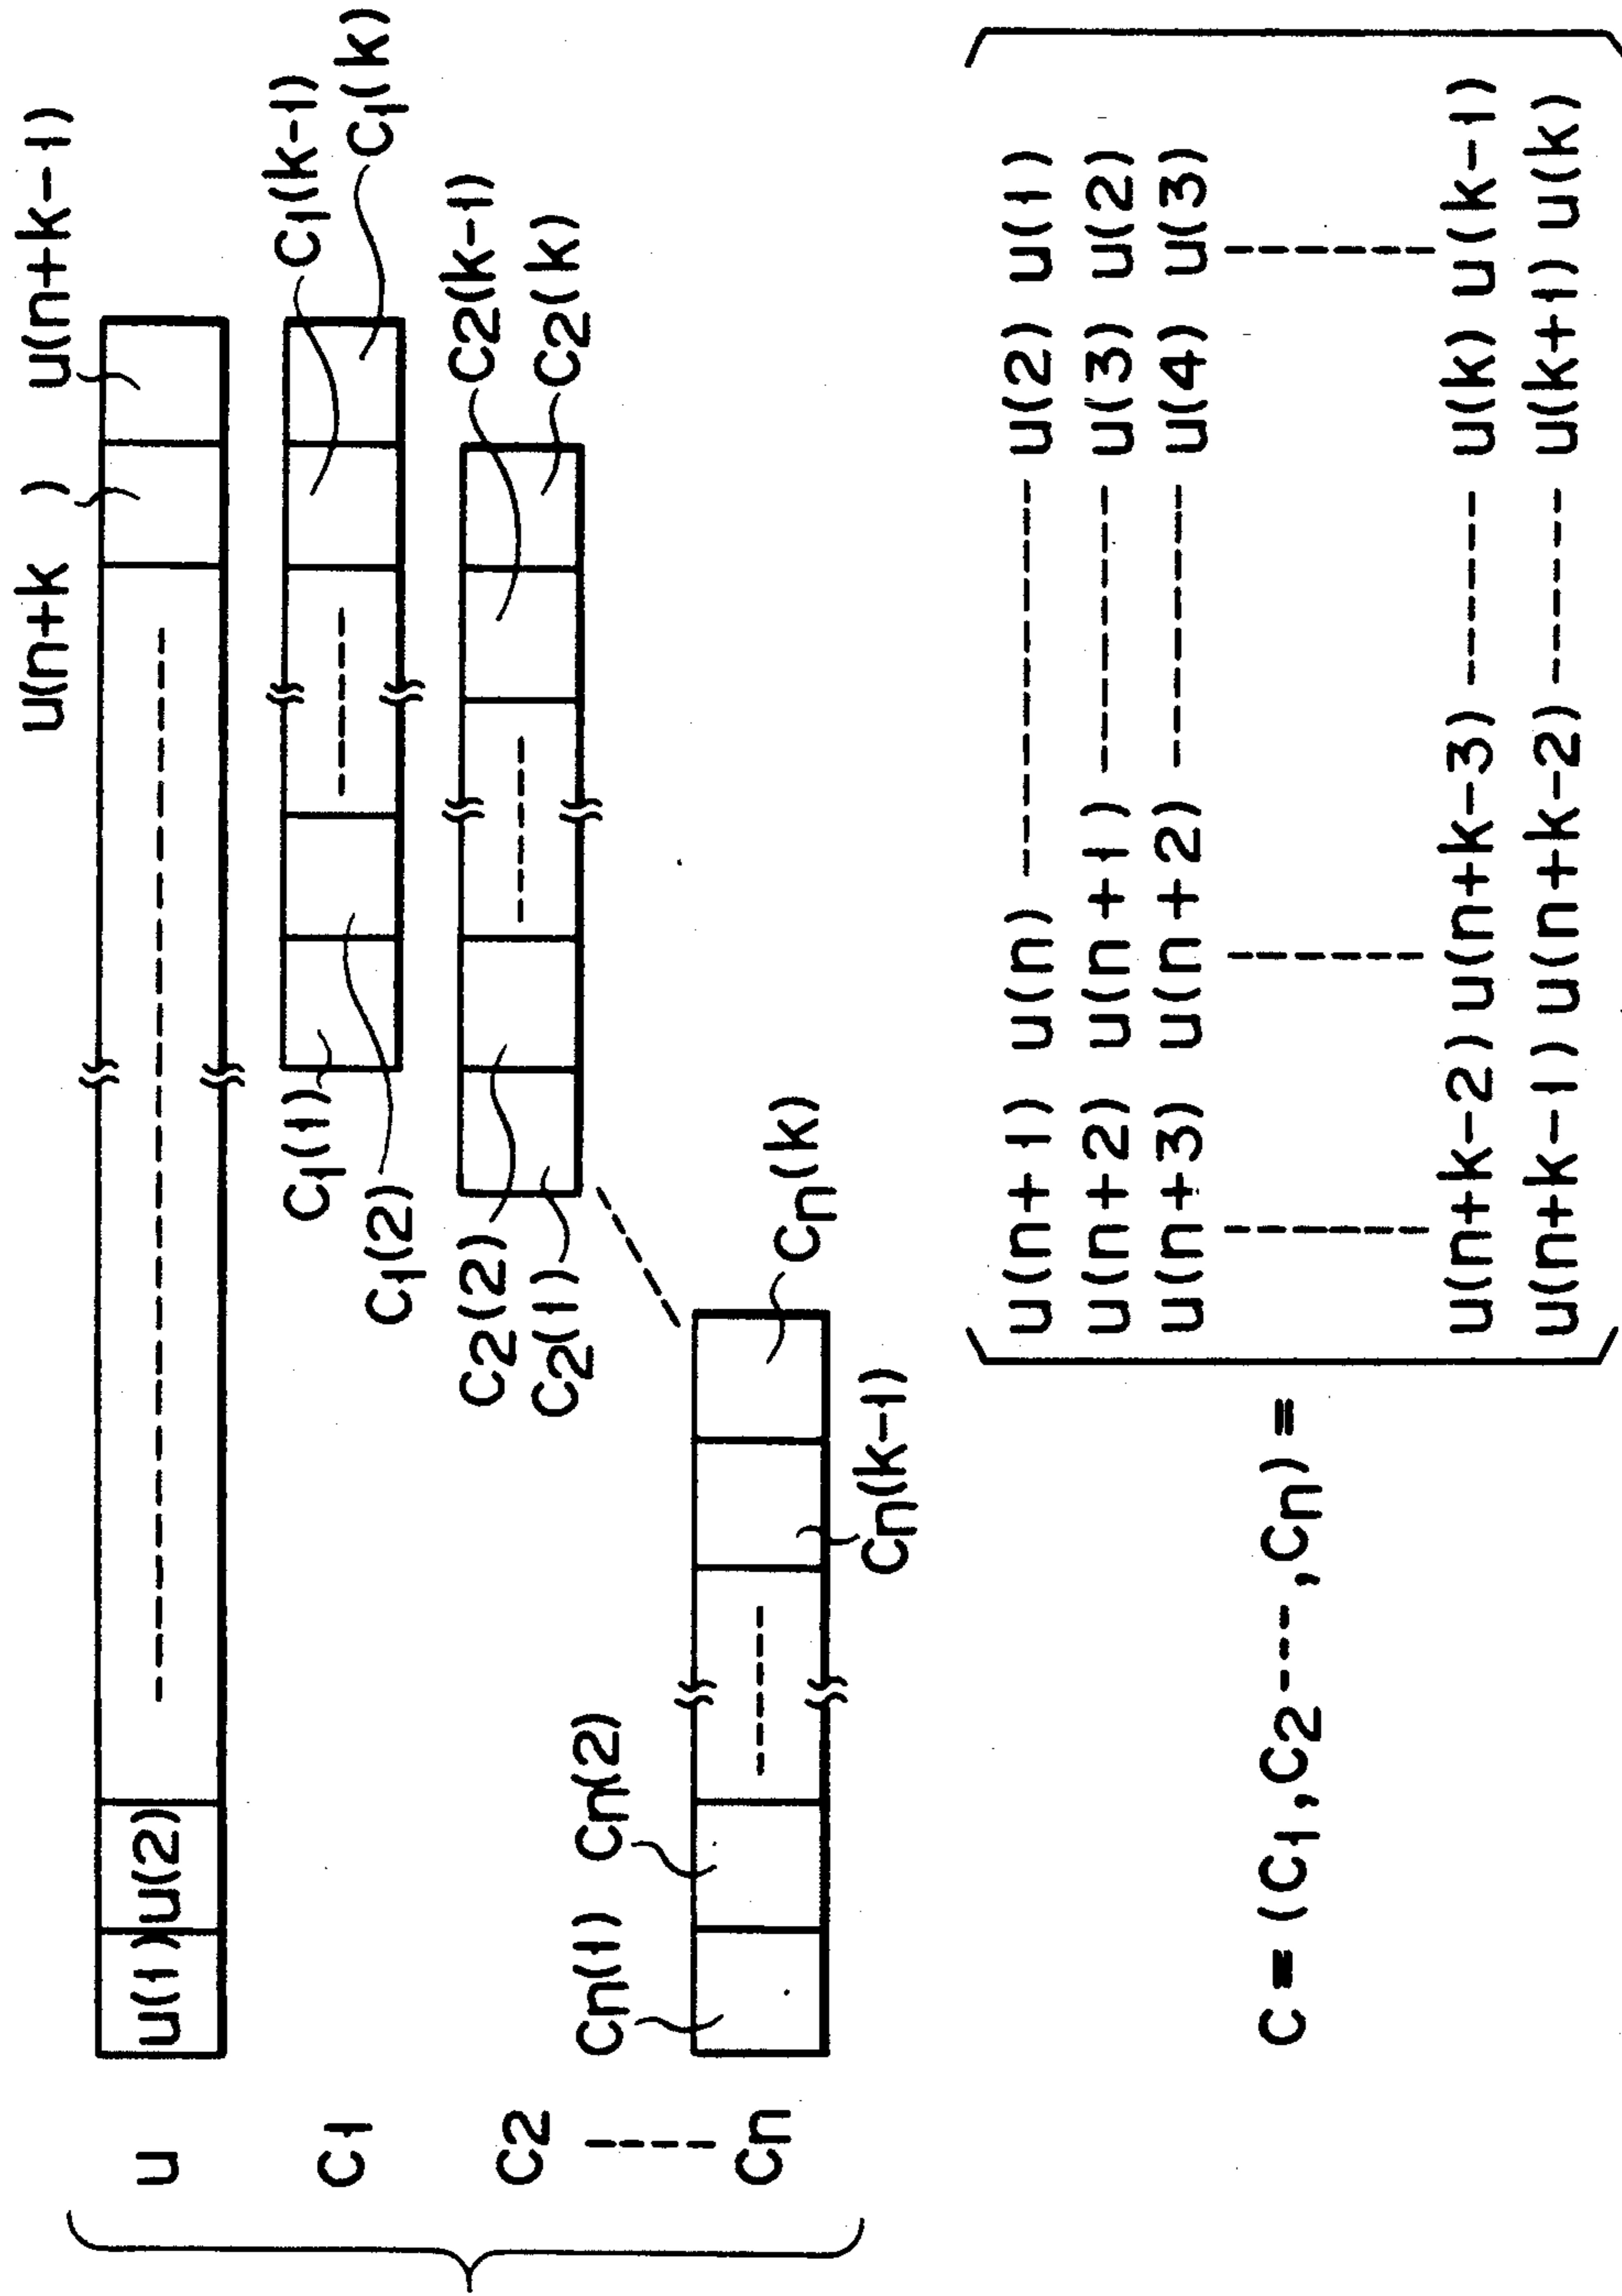 u(n+k ) u(n+k-1)
u u(1) u(2)
C1(k-1)
C1 C1(1) C1(k)
C1(2)
C2(k-1)
C2 C2(2) C2(k)
C2(1)
Cn(1) Cn(2)
Cn Cn(k)
Cn(k-1)
u(n+1) u(n) ------ u(2) u(1)
u(n+2) u(n+1) ------ u(3) u(2)
u(n+3) u(n+2) ------ u(4) u(3)
C = (C1,C2----,Cn) =
u(n+k-2) u(n+k-3) ------ u(k) u(k-1)
u(n+k-1) u(n+k-2) ------ u(k+1) u(k)